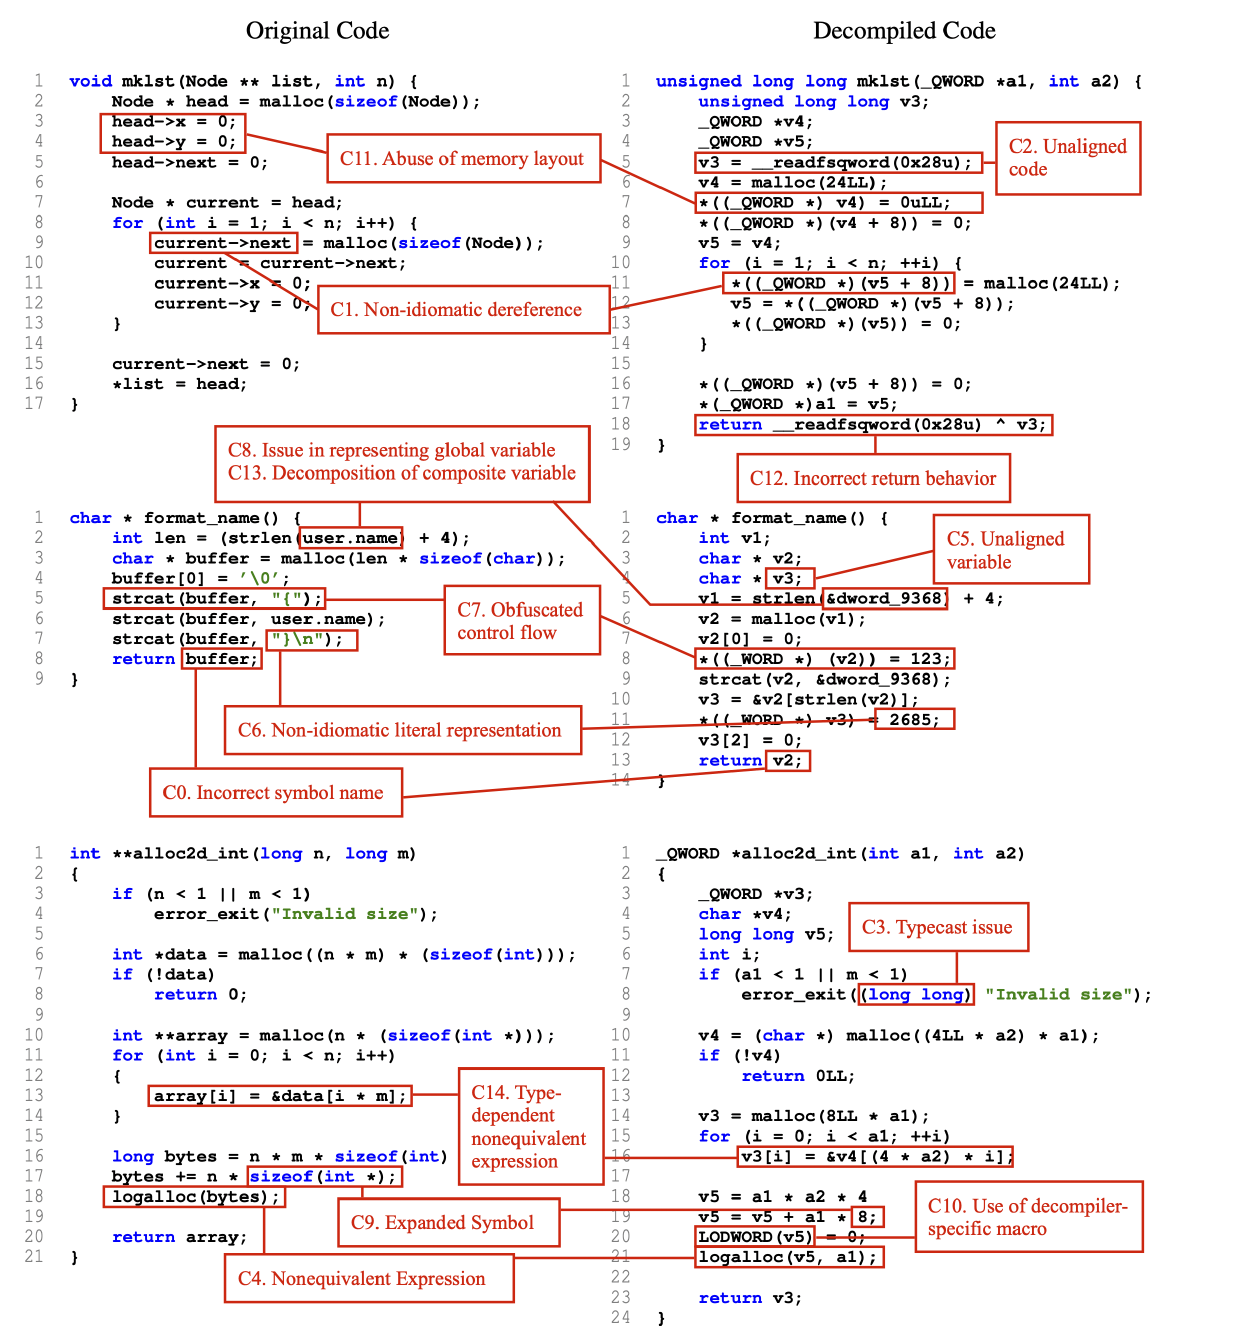 Original Code
1 void mklst(Node ** list, int n) {
2 Node * head = malloc(sizeof(Node));
3 head->x = 0;
4 head->y = 0;
5 head->next = 0;
6
7 Node * current = head;
8 for (int i = 1; i < n; i++) {
9 current->next = malloc(sizeof(Node));
10 current = current->next;
11 current->x = 0;
12 current->y = 0;
13 }
14
15 current->next = 0;
16 *list = head;
17 }
C11. Abuse of memory layout
C1. Non-idiomatic dereference
Decompiled Code
1 unsigned long long mklst(_QWORD *a1, int a2) {
2 unsigned long long v3;
3 _QWORD *v4;
4 _QWORD *v5;
5 v3 = __readfsqword(0x28u);
6 v4 = malloc(24LL);
7 *((_QWORD *) v4) = 0uLL;
8 *((_QWORD *)(v4 + 8)) = 0;
9 v5 = v4;
10 for (i = 1; i < n; ++i) {
11 *((_QWORD *)(v5 + 8)) = malloc(24LL);
12 v5 = *((_QWORD *)(v5 + 8));
13 *((_QWORD *)(v5)) = 0;
14 }
15
16 *((_QWORD *)(v5 + 8)) = 0;
17 *(_QWORD *)a1 = v5;
18 return __readfsqword(0x28u) ^ v3;
19 }
C2. Unaligned
code
C12. Incorrect return behavior
C8. Issue in representing global variable
C13. Decomposition of composite variable
1 char * format_name() {
2 int len = (strlen(user.name) + 4);
3 char * buffer = malloc(len * sizeof(char));
4 buffer[0] = '\0';
5 strcat(buffer, "{");
6 strcat(buffer, user.name);
7 strcat(buffer, "}\n");
8 return buffer;
9 }
C7. Obfuscated
control flow
C6. Non-idiomatic literal representation
C0. Incorrect symbol name
1 char * format_name() {
2 int v1;
3 char * v2;
4 char * v3;
5 v1 = strlen(&dword_9368) + 4;
6 v2 = malloc(v1);
7 v2[0] = 0;
8 *((_WORD *) (v2)) = 123;
9 strcat(v2, &dword_9368);
10 v3 = &v2[strlen(v2)];
11 *((_WORD *) v3) = 2685;
12 v3[2] = 0;
13 return v2;
14 }
C5. Unaligned
variable
1 int **alloc2d_int(long n, long m)
2 {
3 if (n < 1 || m < 1)
4 error_exit("Invalid size");
5
6 int *data = malloc((n * m) * (sizeof(int)));
7 if (!data)
8 return 0;
9
10 int **array = malloc(n * (sizeof(int *)));
11 for (int i = 0; i < n; i++)
12 {
13 array[i] = &data[i * m];
14 }
15
16 long bytes = n * m * sizeof(int)
17 bytes += n * sizeof(int *);
18 logalloc(bytes);
19
20 return array;
21 }
C14. Type-
dependent
nonequivalent
expression
C9. Expanded Symbol
C4. Nonequivalent Expression
1 _QWORD *alloc2d_int(int a1, int a2)
2 {
3 _QWORD *v3;
4 char *v4;
5 long long v5;
6 int i;
7 if (a1 < 1 || m < 1)
8 error_exit((long long) "Invalid size");
9
10 v4 = (char *) malloc((4LL * a2) * a1);
11 if (!v4)
12 return 0LL;
13
14 v3 = malloc(8LL * a1);
15 for (i = 0; i < a1; ++i)
16 v3[i] = &v4[(4 * a2) * i];
18 v5 = a1 * a2 * 4
19 v5 = v5 + a1 * 8;
20 LODWORD(v5) = 0;
21 logalloc(v5, a1);
22
23 return v3;
24 }
C3. Typecast issue
C10. Use of decompiler-
specific macro